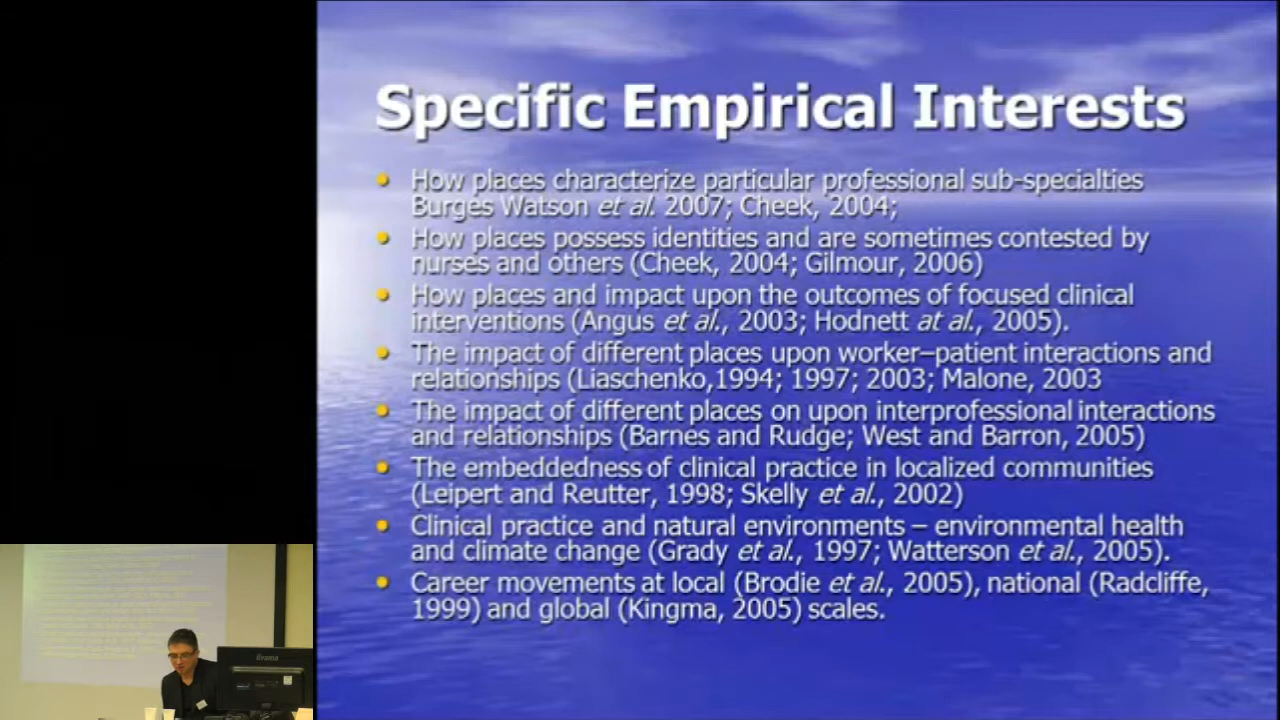 Specific Empirical Interests
How places characterize particular professional sub-specialties
Burges Watson et al. 2007; Cheek, 2004;
How places possess identities and are sometimes contested by
nurses and others (Cheek, 2004; Gilmour, 2006)
How places and impact upon the outcomes of focused clinical
interventions (Angus et al., 2003; Hodnett at al., 2005).
The impact of different places upon worker–patient interactions and
relationships (Liaschenko,1994; 1997; 2003; Malone, 2003
The impact of different places on upon interprofessional interactions
and relationships (Barnes and Rudge; West and Barron, 2005)
The embeddedness of clinical practice in localized communities
(Leipert and Reutter, 1998; Skelly et al., 2002)
Clinical practice and natural environments – environmental health
and climate change (Grady et al., 1997; Watterson et al., 2005).
Career movements at local (Brodie et al., 2005), national (Radcliffe,
1999) and global (Kingma, 2005) scales.
iiyama